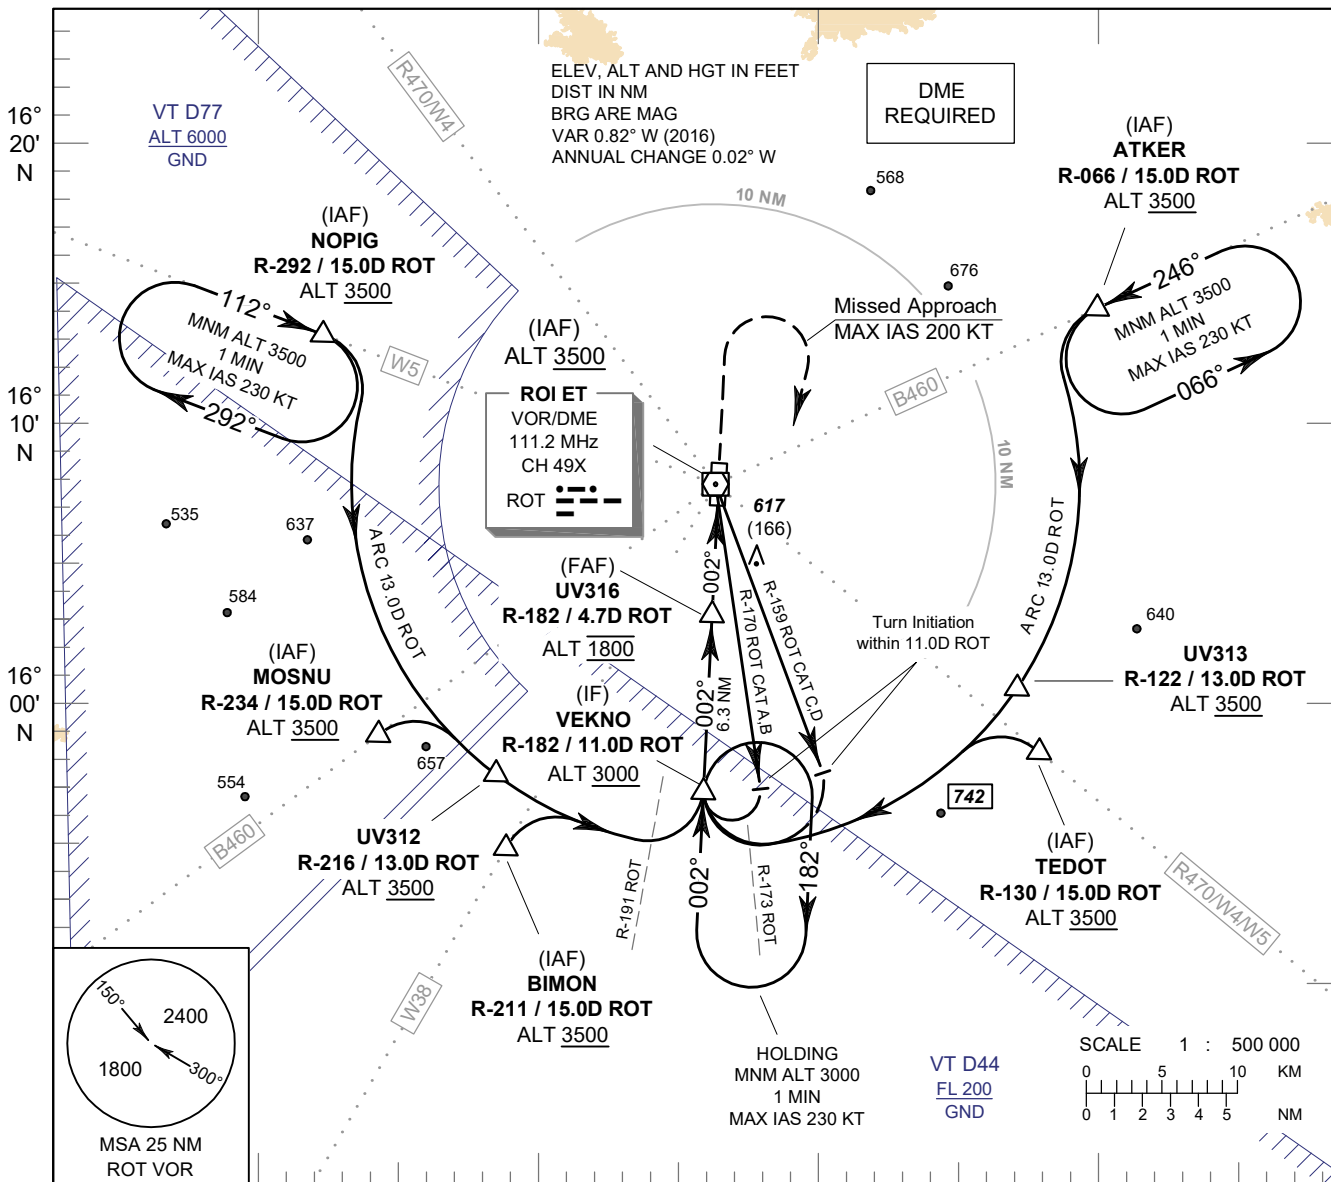 ELEV, ALT AND HGT IN FEET
DIST IN NM
BRG ARE MAG
VAR 0.82° W (2016)
ANNUAL CHANGE 0.02° W
DME
REQUIRED
VT D77
ALT 6000
GND
16°
20'
N
R470/W4
10 NM
568
(IAF)
ATKER
R-066 / 15.0D ROT
ALT 3500
(IAF)
NOPIG
R-292 / 15.0D ROT
ALT 3500
112°
MNM ALT 3500
1 MIN
MAX IAS 230 KT
292°
W5
676
Missed Approach
MAX IAS 200 KT
246°
MNM ALT 3500
1 MIN
MAX IAS 230 KT
066°
B460
(IAF)
ALT 3500
ROI ET
VOR/DME
111.2 MHz
CH 49X
ROT
16°
10'
N
10 NM
617
(166)
535
637
584
ARC 13.0D ROT
ARC 13.0D ROT
(FAF)
UV316
R-182 / 4.7D ROT
ALT 1800
002°
R-170 ROT CAT A,B
R-159 ROT CAT C,D
Turn Initiation
within 11.0D ROT
640
UV313
R-122 / 13.0D ROT
ALT 3500
(IAF)
MOSNU
R-234 / 15.0D ROT
ALT 3500
16°
00'
N
(IF)
VEKNO
R-182 / 11.0D ROT
ALT 3000
002°
6.3 NM
657
554
B460
742
UV312
R-216 / 13.0D ROT
ALT 3500
R-191 ROT
002°
R-173 ROT
182°
(IAF)
TEDOT
R-130 / 15.0D ROT
ALT 3500
R470/W4/W5
(IAF)
BIMON
R-211 / 15.0D ROT
ALT 3500
W38
150°
2400
1800
300°
MSA 25 NM
ROT VOR
HOLDING
MNM ALT 3000
1 MIN
MAX IAS 230 KT
VT D44
FL 200
GND
SCALE 1 : 500 000
0 5 10 KM
0 1 2 3 4 5 NM